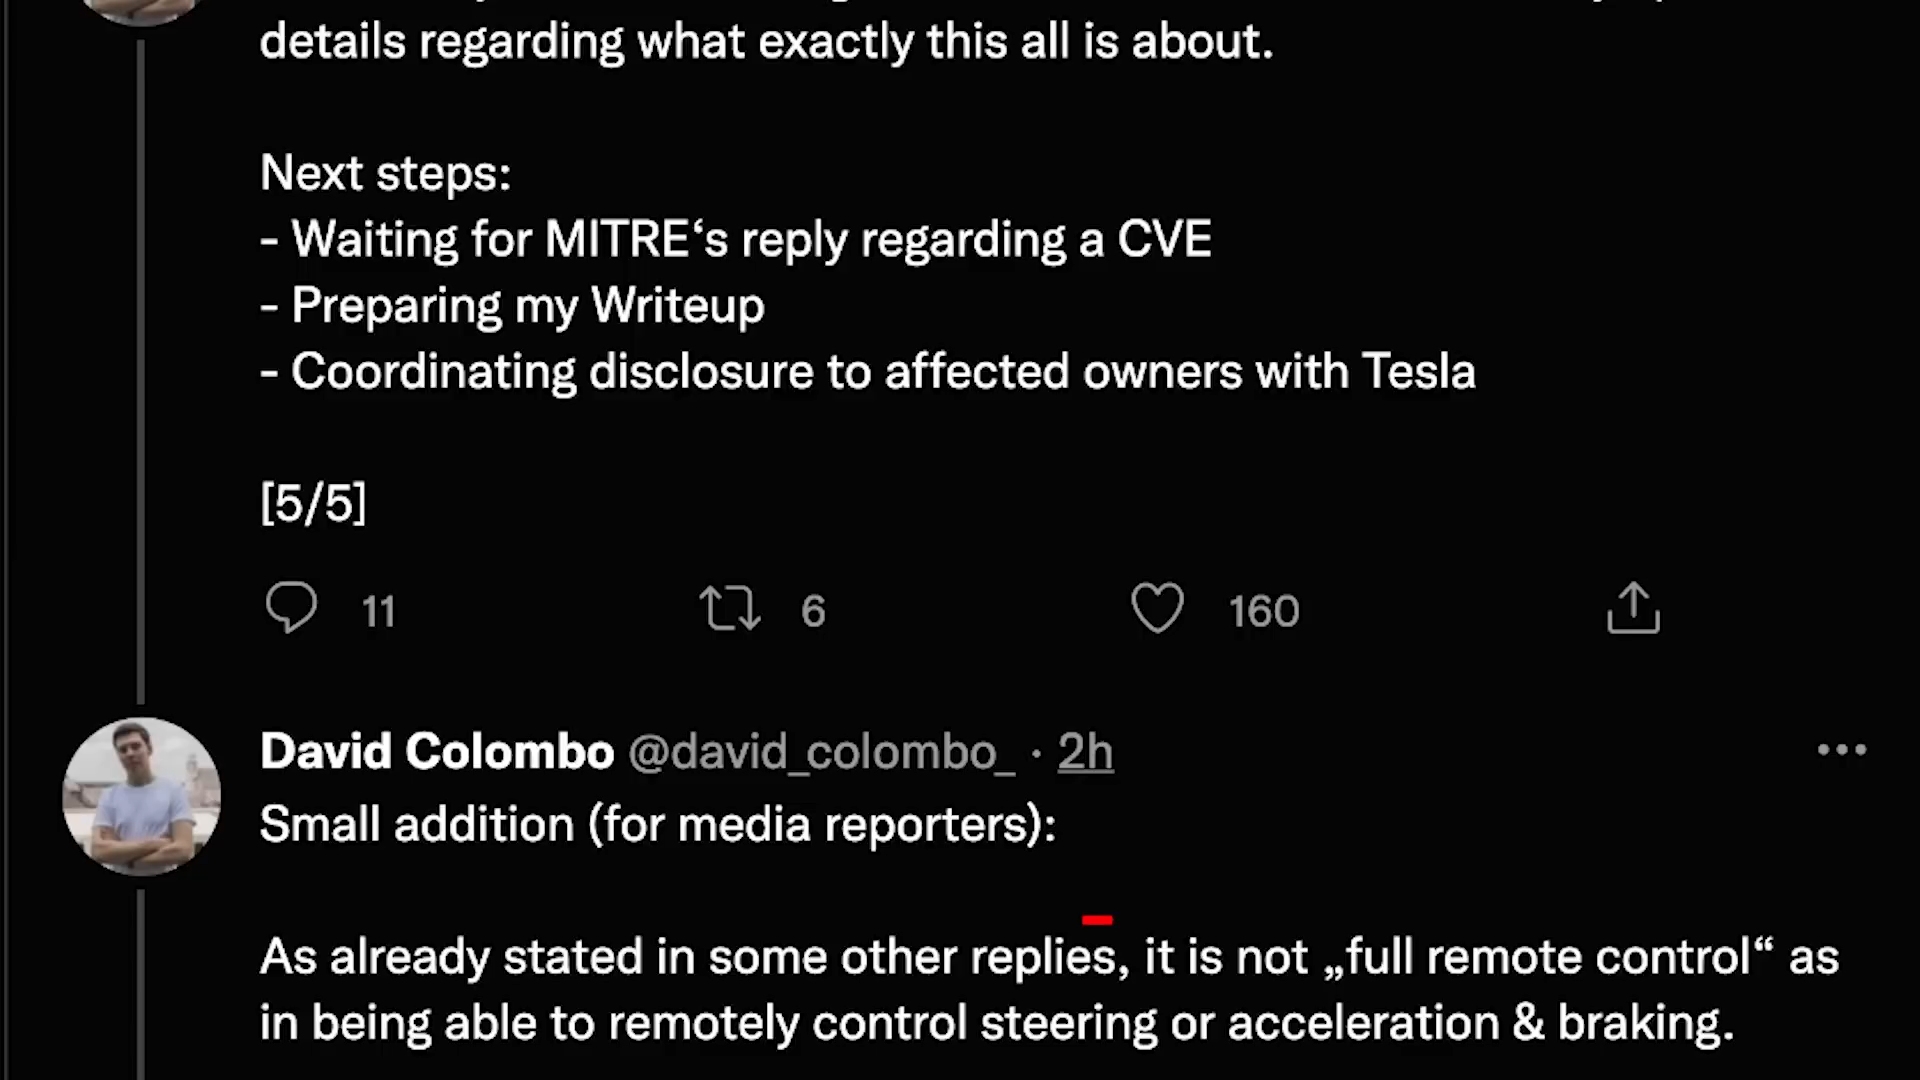 details regarding what exactly this all is about.
Next steps:
- Waiting for MITRE‘s reply regarding a CVE
- Preparing my Writeup
- Coordinating disclosure to affected owners with Tesla
[5/5]
11 6 160
David Colombo @david_colombo_ · 2h
Small addition (for media reporters):
As already stated in some other replies, it is not „full remote control“ as
in being able to remotely control steering or acceleration & braking.